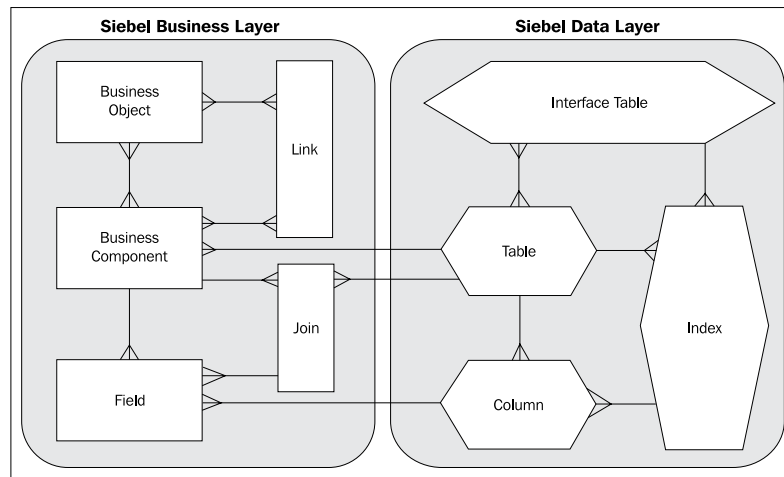 Siebel Business Layer
Siebel Data Layer
Business
Object
Link
Interface Table
Business
Component
Table
Join
Index
Field
Column